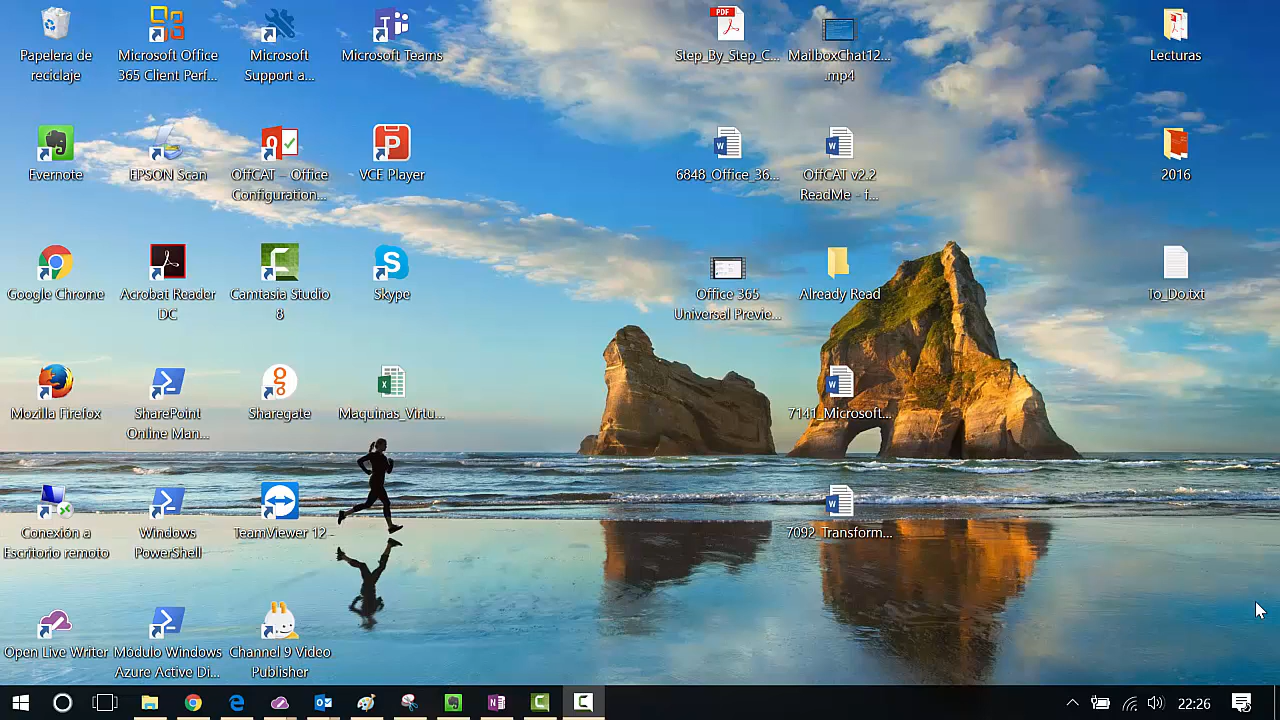 Papelera de
reciclaje
Microsoft Office
365 Client Perf...
Microsoft
Support a...
Microsoft Teams
PDF
Step_By_Step_C...
MailboxChat12...
.mp4
Lecturas
Evernote
EPSON Scan
OffCAT – Office
Configuration...
VCE Player
6848_Office_36...
OffCAT v2.2
ReadMe - f...
2016
Google Chrome
Acrobat Reader
DC
Camtasia Studio
8
Skype
Office 365
Universal Previe...
Already Read
To_Do.txt
Mozilla Firefox
SharePoint
Online Man...
Sharegate
Maquinas_Virtu...
7141_Microsoft...
Conexión a
Escritorio remoto
Windows
PowerShell
TeamViewer 12
7092_Transform...
Open Live Writer
Módulo Windows
Azure Active Di...
Channel 9 Video
Publisher
22:26